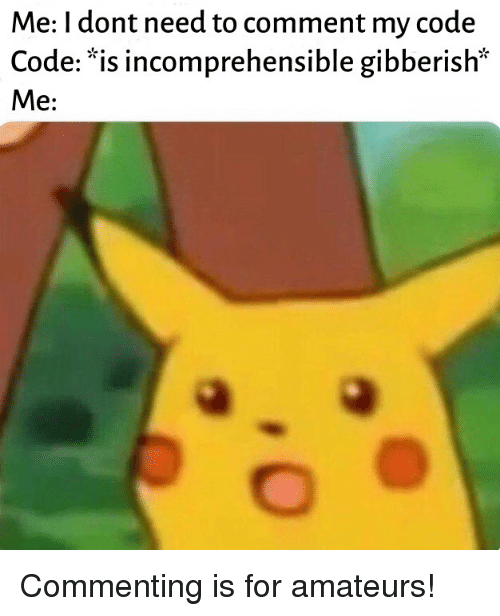 Me: I dont need to comment my code
Code: *is incomprehensible gibberish*
Me:
Commenting is for amateurs!